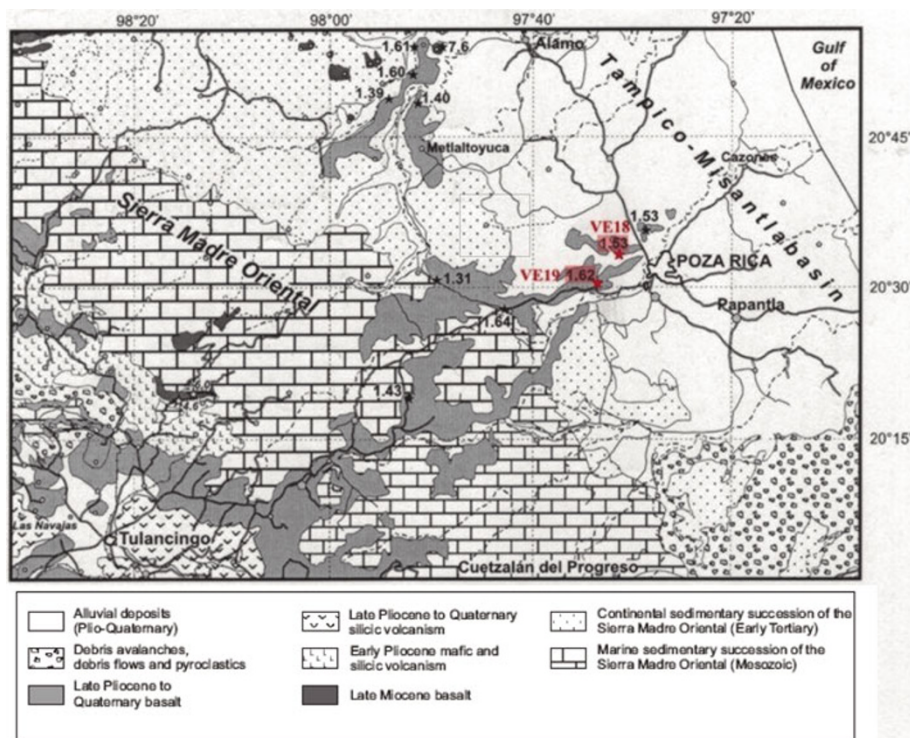 98°20'
98°00'
97°40'
97°20'
1.61
7,6
Álamo
Gulf
of
Mexico
1.60
1.39
1.40
Tampico-Misantlabasin
20°45'
Metlaltoyuca
Cazones
Sierra Madre Oriental
1.53
VE18
1.53
POZA RICA
VE19 1.62
1.31
20°30'
Papantla
1.64
1.43
20°15'
Las Navajas
Tulancingo
Cuetzalán del Progreso
Alluvial deposits
(Plio-Quaternary)
Debris avalanches,
debris flows and pyroclastics
Late Pliocene to
Quaternary basalt
Late Pliocene to Quaternary
silicic volcanism
Early Pliocene mafic and
silicic volcanism
Late Miocene basalt
Continental sedimentary succession of the
Sierra Madre Oriental (Early Tertiary)
Marine sedimentary succession of the
Sierra Madre Oriental (Mesozoic)